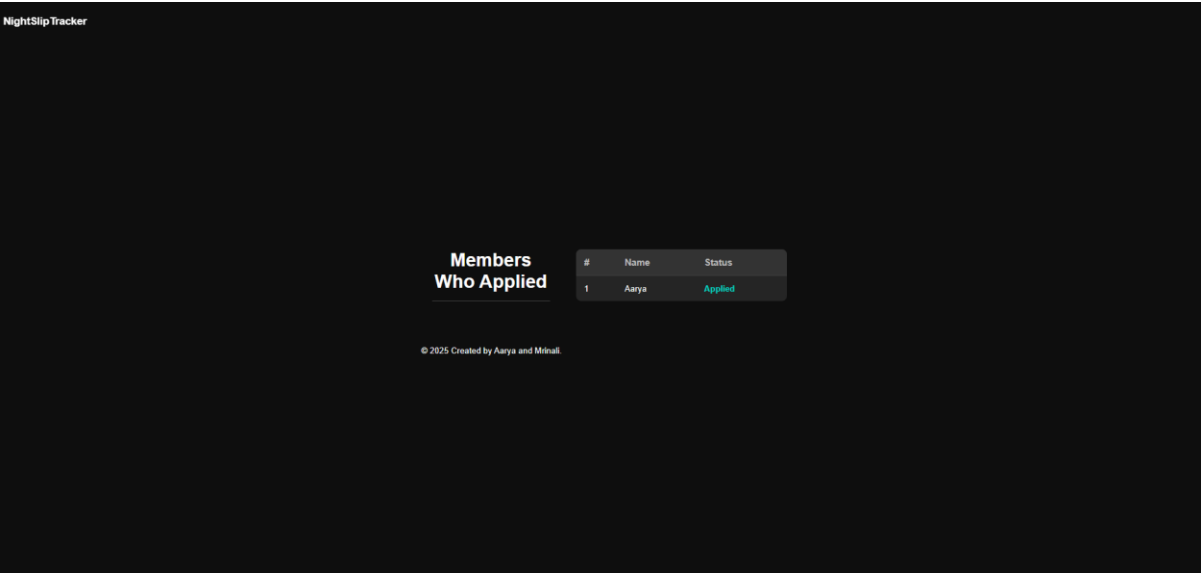 NightSlipTracker
Members
Who Applied
# Name Status
1 Aarya Applied
© 2025 Created by Aarya and Mrinali.